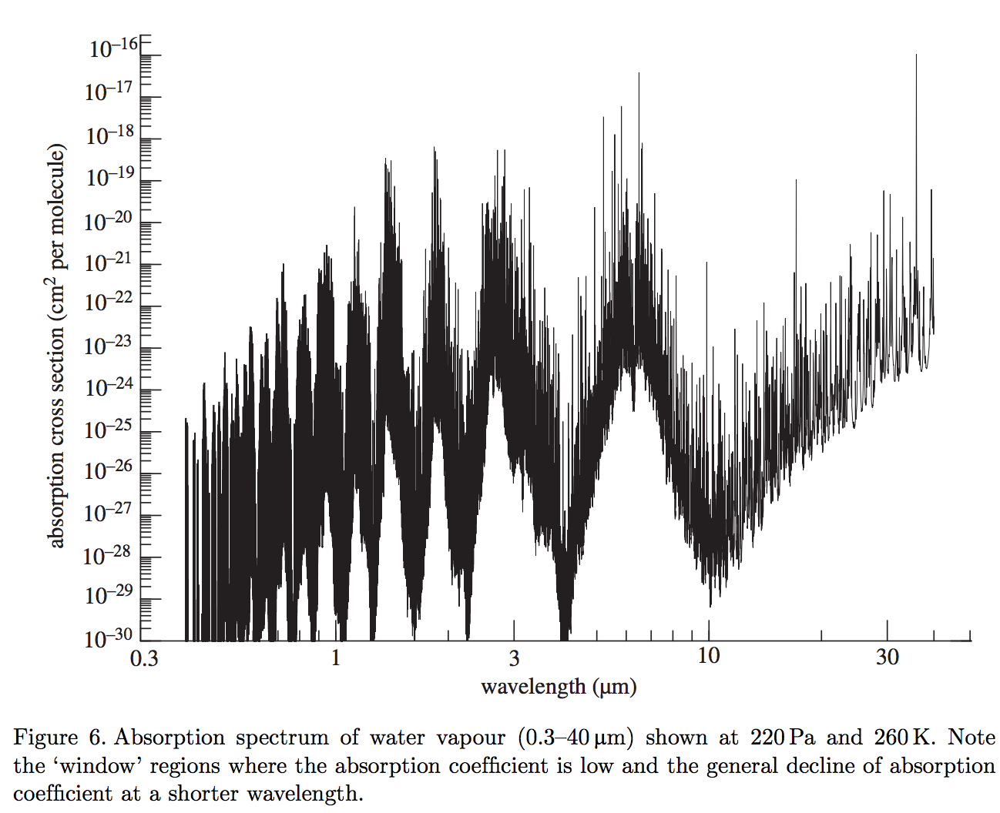 10–16
10–17
10–18
10–19
10–20
10–21
10–22
10–23
10–24
10–25
10–26
10–27
10–28
10–29
10–30
absorption cross section (cm2 per molecule)
0.3 1 3 10 30
wavelength (μm)
Figure 6. Absorption spectrum of water vapour (0.3–40 μm) shown at 220 Pa and 260 K. Note
the ‘window’ regions where the absorption coefficient is low and the general decline of absorption
coefficient at a shorter wavelength.